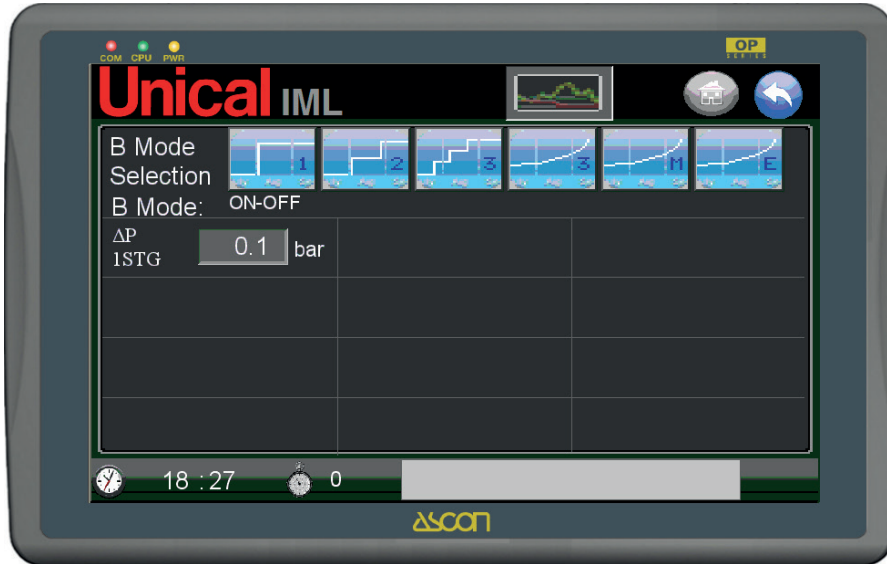 COM CPU PWR
OP
SERIES
Unical IML
B Mode
Selection
1 2 3 3 M E
B Mode: ON-OFF
ΔP
1STG
0.1 bar
18 : 27 0
ASCON